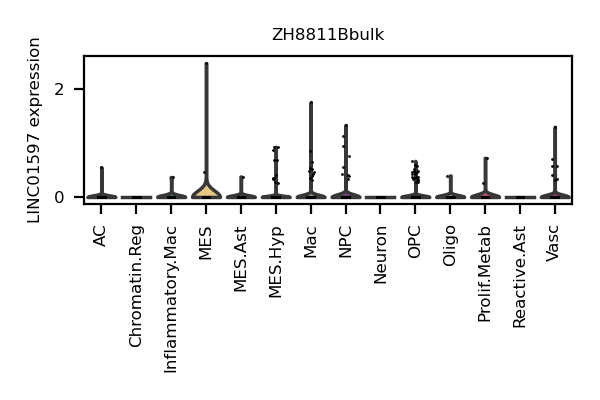 ZH8811Bbulk
LINC01597 expression
2
0
AC
Chromatin.Reg
Inflammatory.Mac
MES
MES.Ast
MES.Hyp
Mac
NPC
Neuron
OPC
Oligo
Prolif.Metab
Reactive.Ast
Vasc